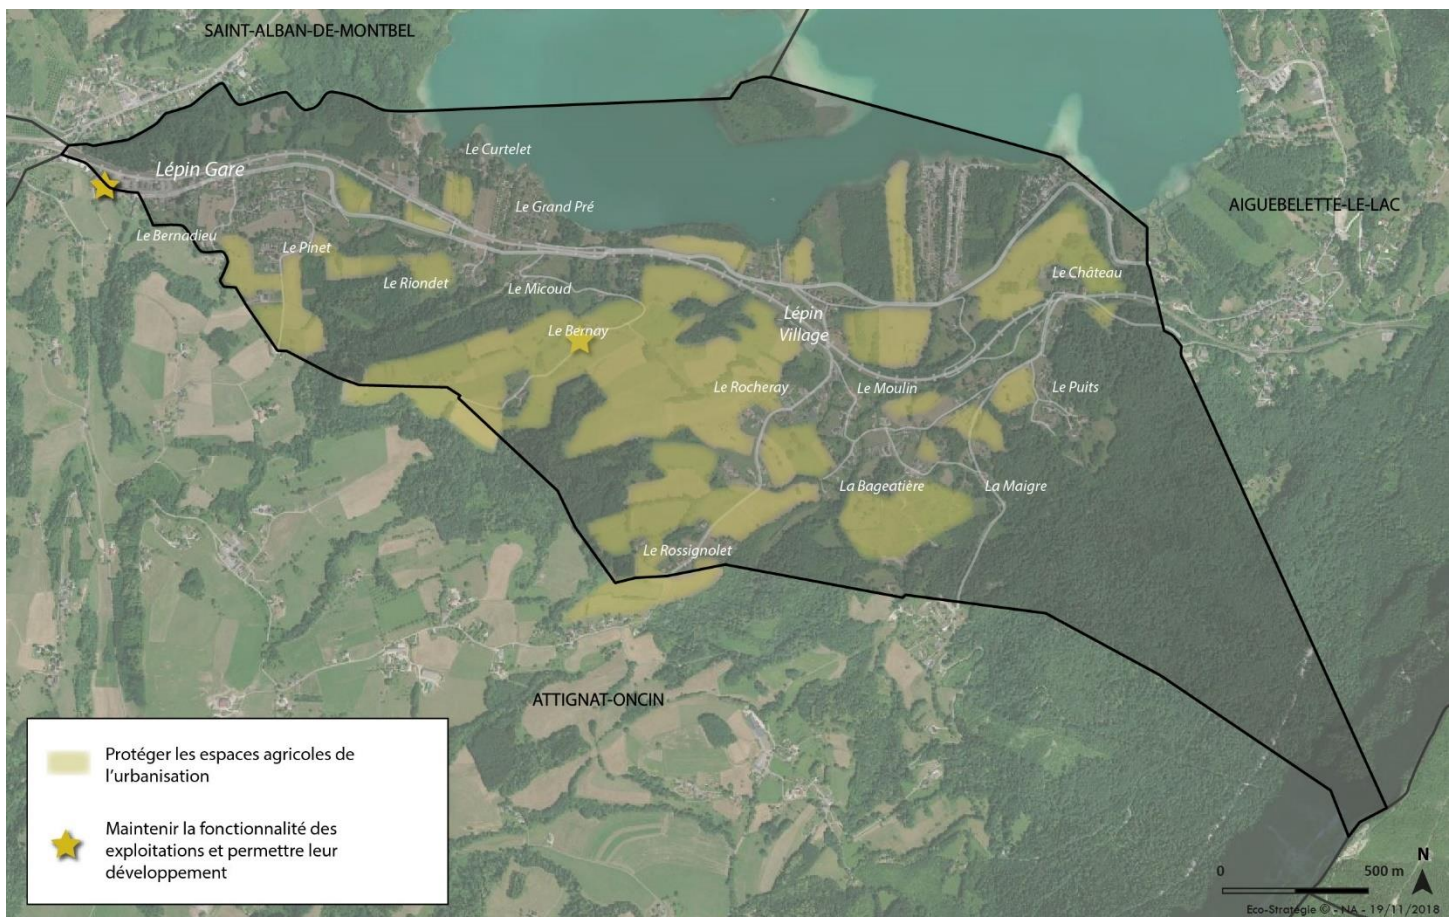 SAINT-ALBAN-DE-MONTBEL
Le Curtelet
Lépin Gare
Le Grand Pré
AIGUEBELETTE-LE-LAC
Le Bernadieu
Le Pinet
Le Château
Le Riondet
Le Micoud
Lépin
Village
Le Bernay
Le Rocheray
Le Moulin
Le Puits
La Bageatière
La Maigre
Le Rossignolet
ATTIGNAT-ONCIN
Protéger les espaces agricoles de
l'urbanisation
Maintenir la fonctionnalité des
exploitations et permettre leur
développement
0
500 m
N
Eco-Stratégie © - NA - 19/11/2018